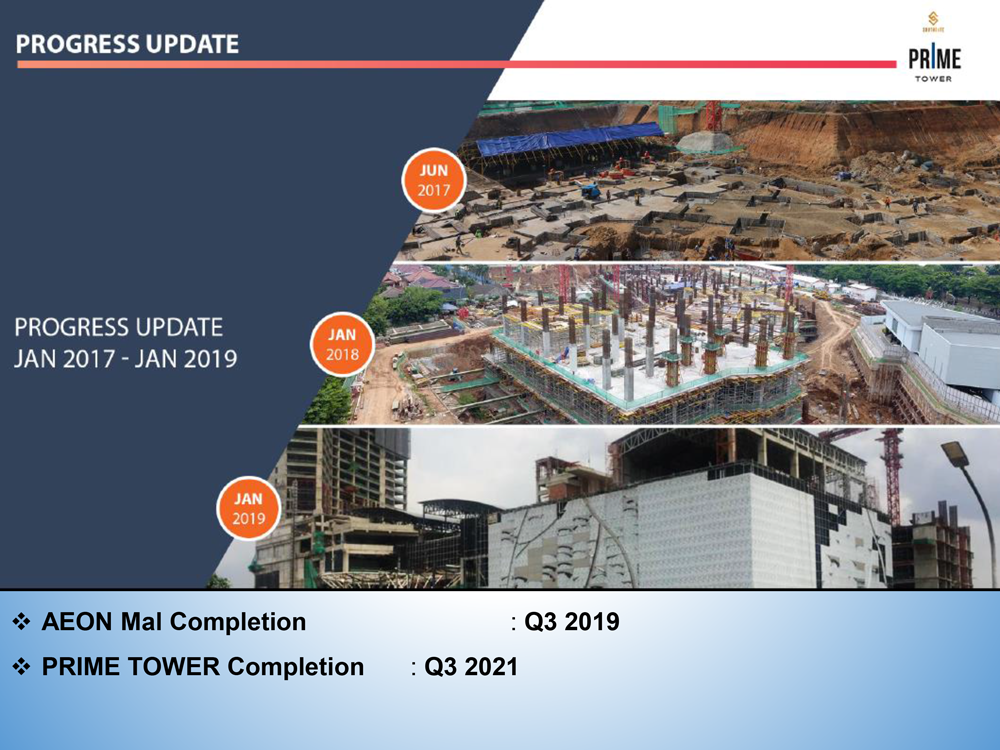 PROGRESS UPDATE
PRIME
TOWER
JUN
2017
PROGRESS UPDATE
JAN 2017 - JAN 2019
JAN
2018
JAN
2019
❖ AEON Mal Completion : Q3 2019
❖ PRIME TOWER Completion : Q3 2021